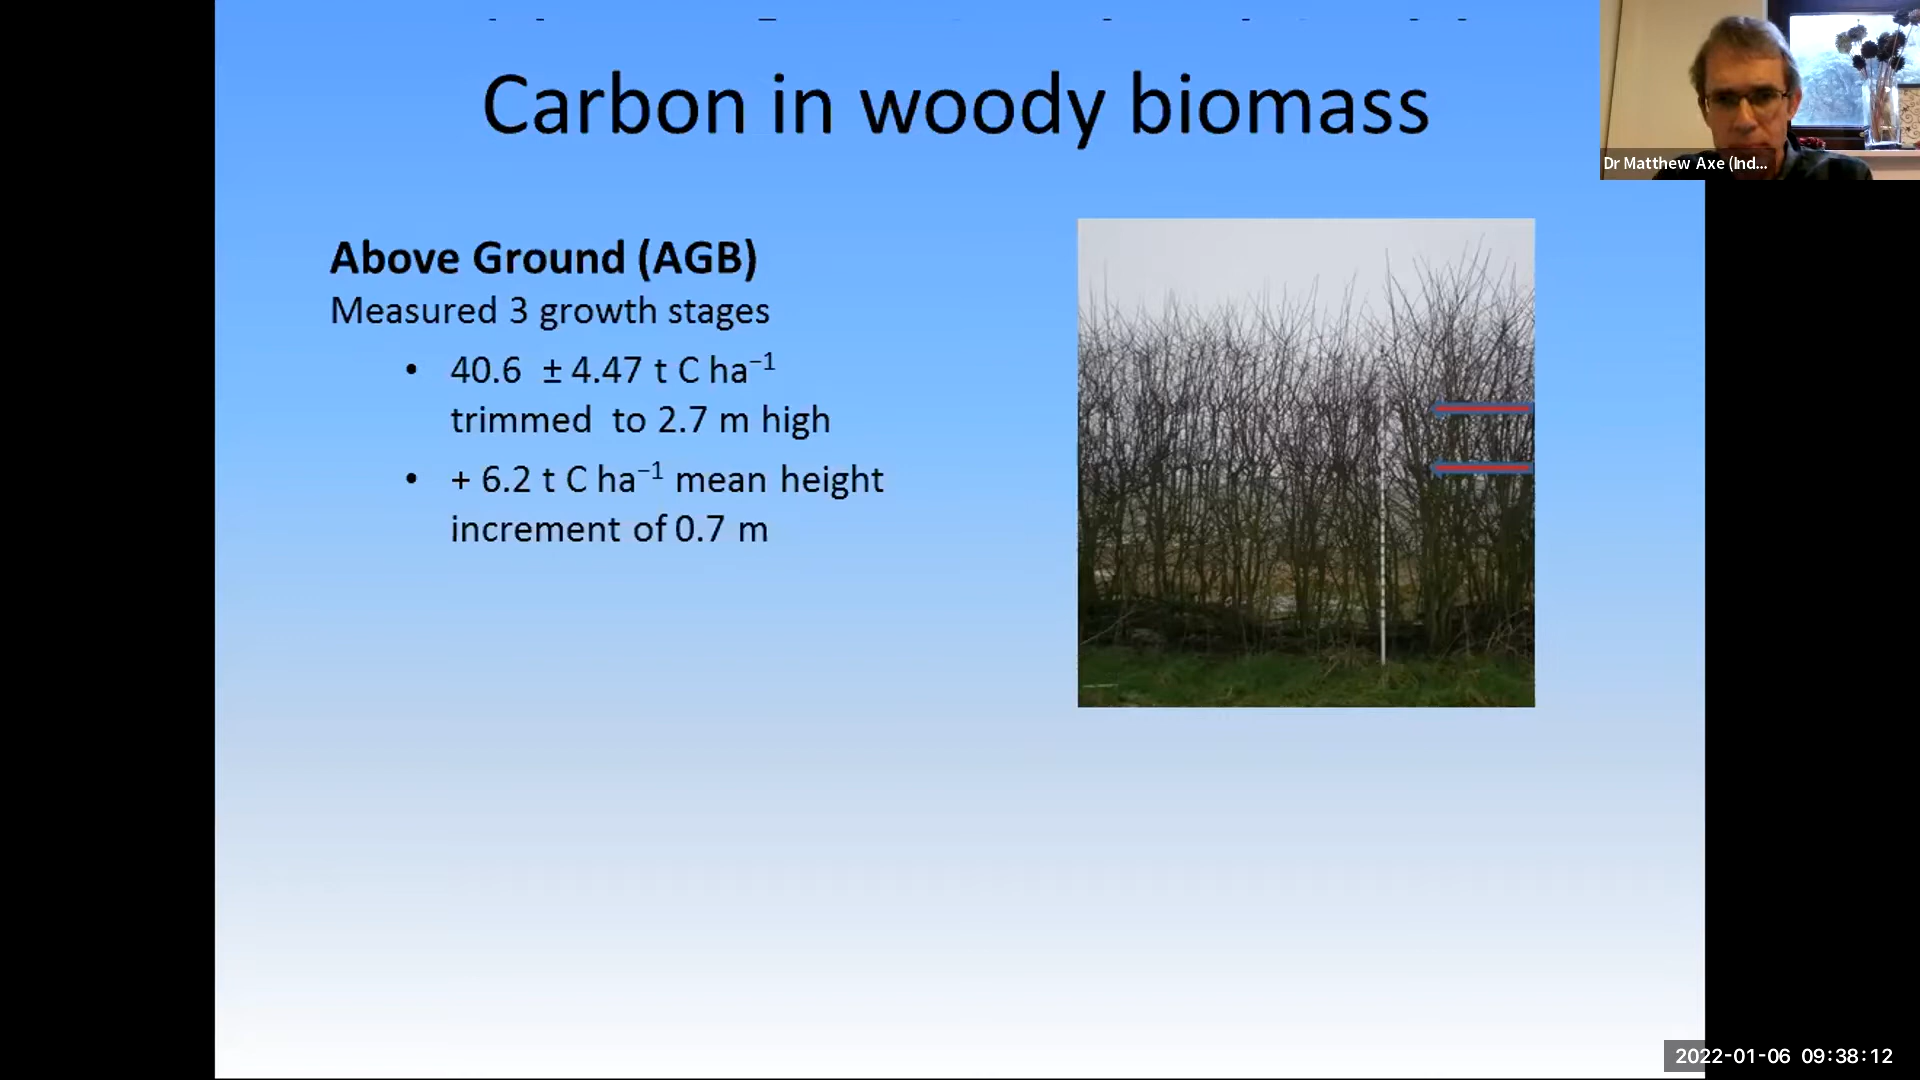 Carbon in woody biomass
Dr Matthew Axe (Ind...
Above Ground (AGB)
Measured 3 growth stages
• 40.6 ± 4.47 t C ha⁻¹
trimmed to 2.7 m high
• + 6.2 t C ha⁻¹ mean height
increment of 0.7 m
2022-01-06 09:38:12